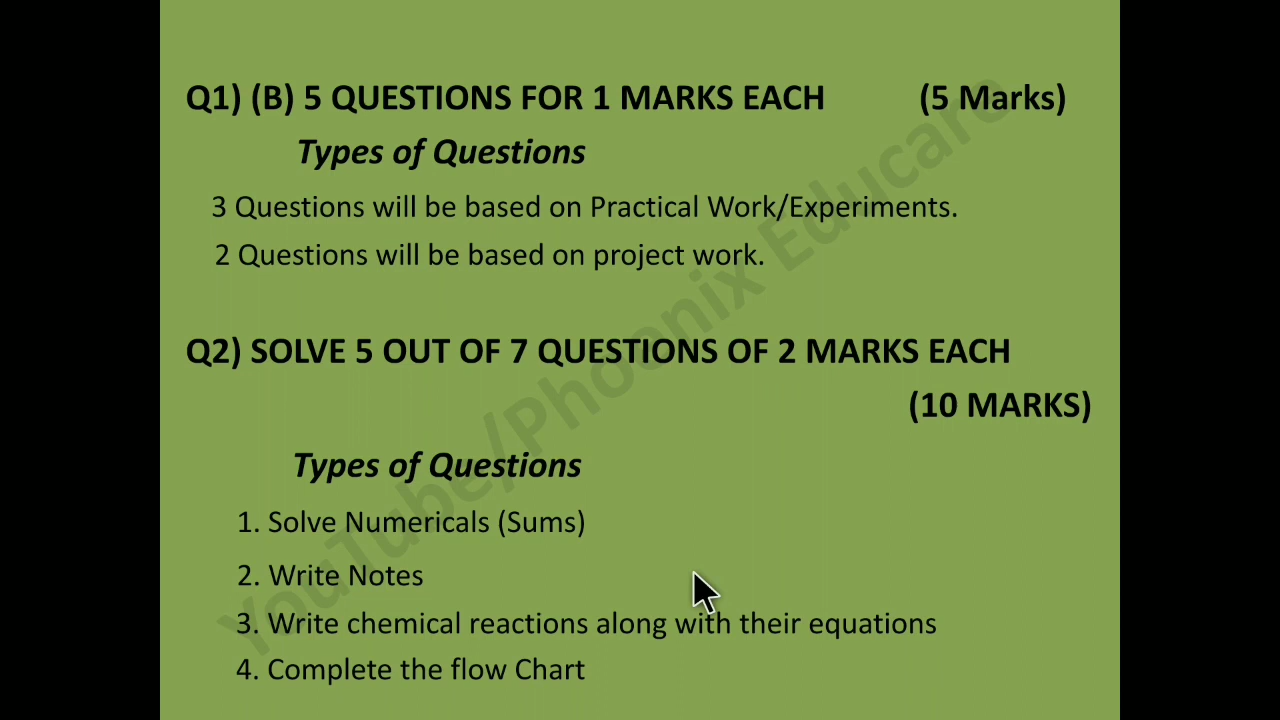 Q1) (B) 5 QUESTIONS FOR 1 MARKS EACH (5 Marks)
Types of Questions
3 Questions will be based on Practical Work/Experiments.
2 Questions will be based on project work.
Q2) SOLVE 5 OUT OF 7 QUESTIONS OF 2 MARKS EACH
(10 MARKS)
Types of Questions
1. Solve Numericals (Sums)
2. Write Notes
3. Write chemical reactions along with their equations
4. Complete the flow Chart
YouTube/Phoenix Educare